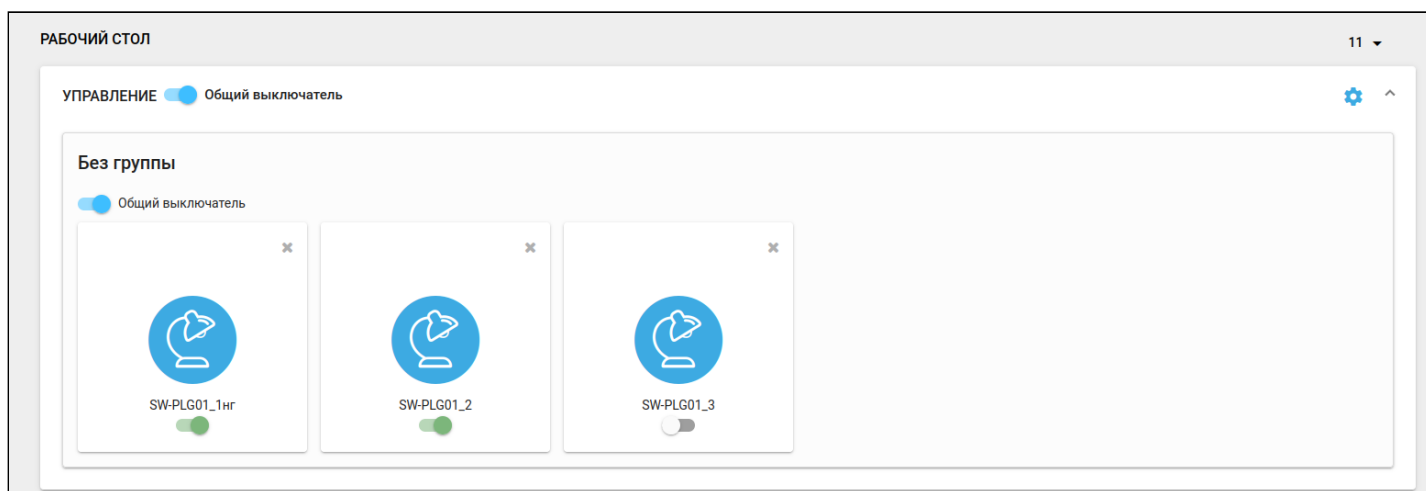 РАБОЧИЙ СТОЛ
11
УПРАВЛЕНИЕ Общий выключатель
Без группы
Общий выключатель
SW-PLG01_1нг
SW-PLG01_2
SW-PLG01_3